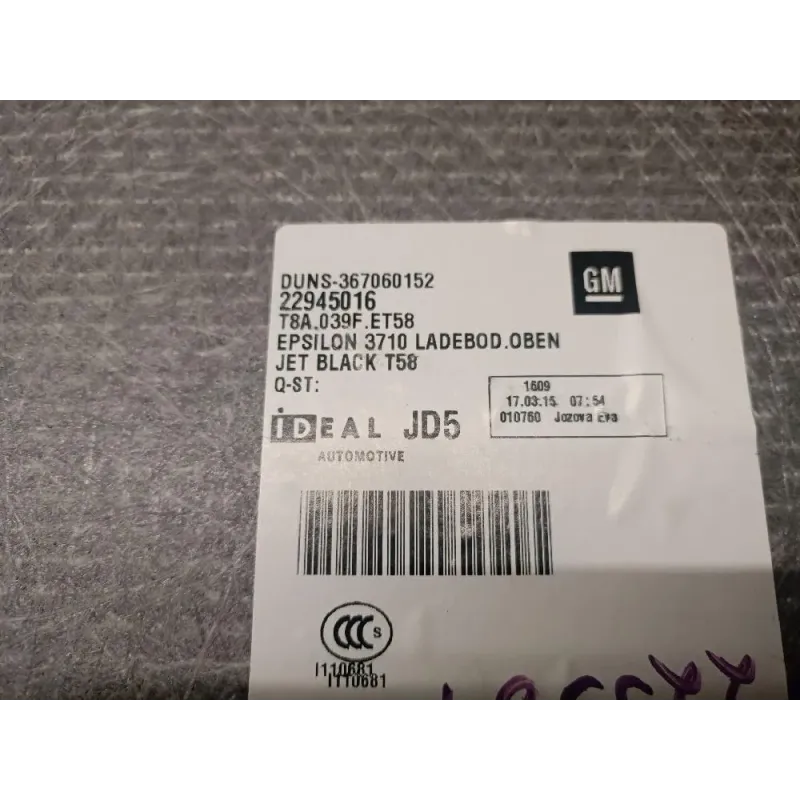 DUNS-367060152
22945016
T8A.039F.ET58
EPSILON 3710 LADEBOD.OBEN
JET BLACK T58
Q-ST:
GM
1609
17.03.15 07:54
010760 Jozova Eva
iDEAL JD5
AUTOMOTIVE
CCC S
I110681
I110681